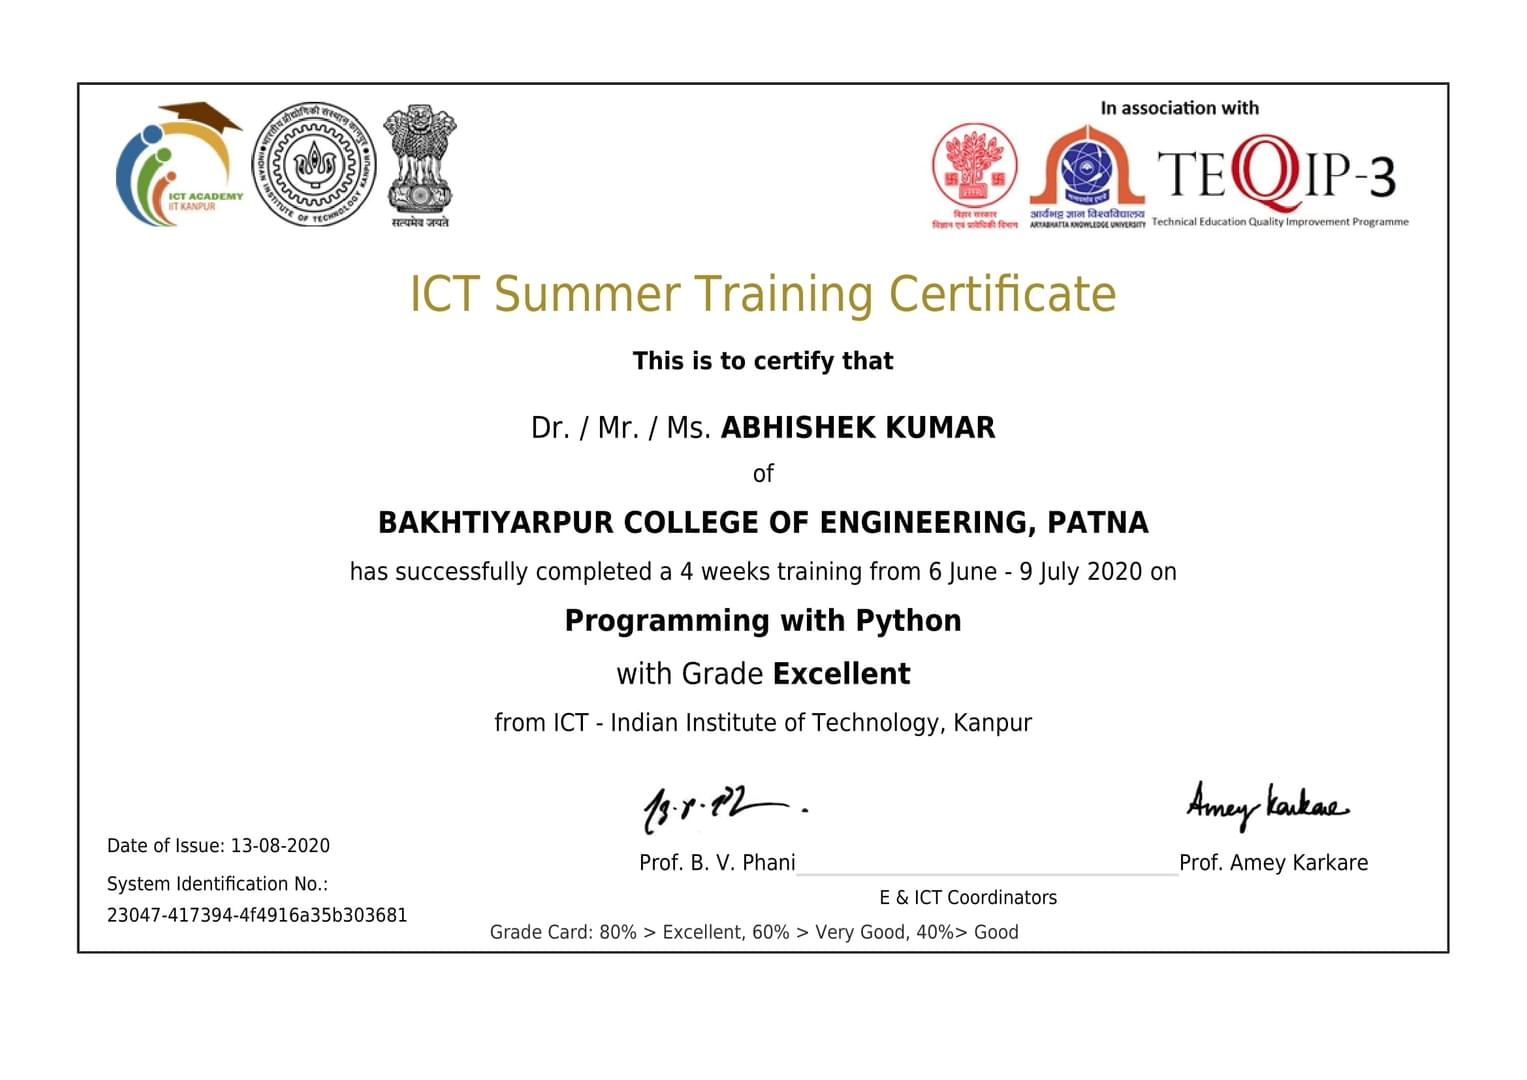 ICT ACADEMY
IIT KANPUR
भारतीय प्रौद्योगिकी संस्थान कानपुर
INDIAN INSTITUTE OF TECHNOLOGY KANPUR
सत्यमेव जयते
In association with
बिहार सरकार
विज्ञान एवं प्रावैधिकी विभाग
आर्यभट्ट ज्ञान विश्वविद्यालय
ARYABHATTA KNOWLEDGE UNIVERSITY
TEQIP-3
Technical Education Quality Improvement Programme
ICT Summer Training Certificate
This is to certify that
Dr. / Mr. / Ms. ABHISHEK KUMAR
of
BAKHTIYARPUR COLLEGE OF ENGINEERING, PATNA
has successfully completed a 4 weeks training from 6 June - 9 July 2020 on
Programming with Python
with Grade Excellent
from ICT - Indian Institute of Technology, Kanpur
Amey Karkare
Date of Issue: 13-08-2020
Prof. B. V. Phani
Prof. Amey Karkare
System Identification No.:
E & ICT Coordinators
23047-417394-4f4916a35b303681
Grade Card: 80% > Excellent, 60% > Very Good, 40%> Good